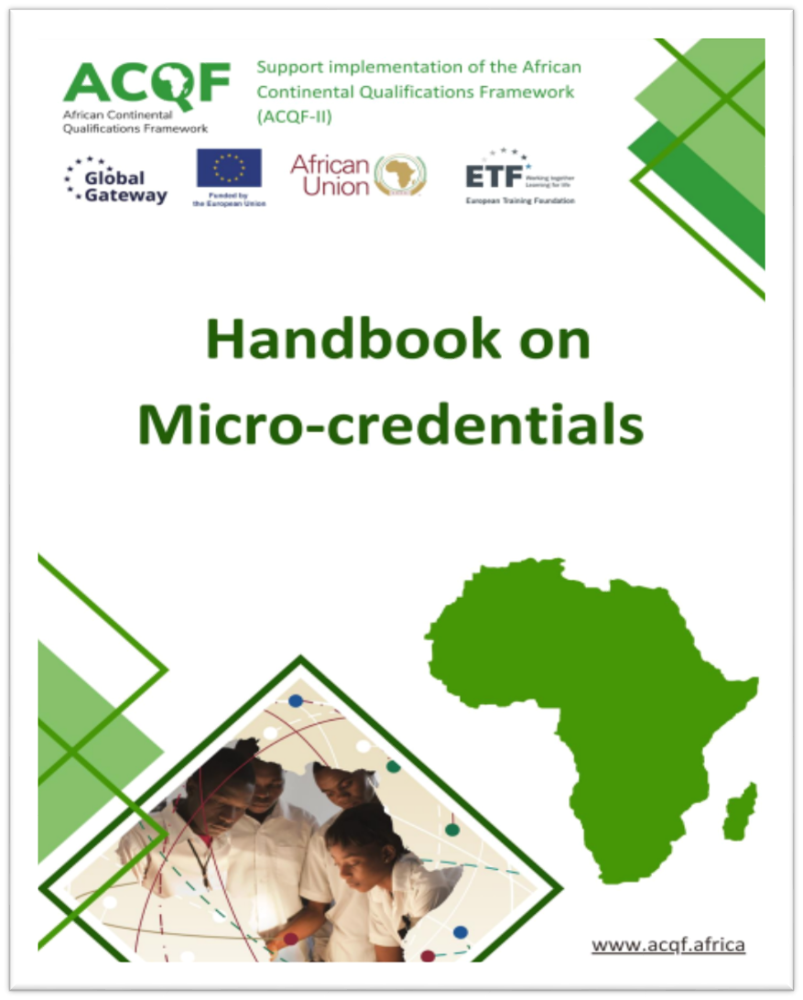 ACQF
African Continental
Qualifications Framework
Support implementation of the African
Continental Qualifications Framework
(ACQF-II)
Global
Gateway
Funded by
the European Union
African
Union
ETF
Working together
Learning for life
European Training Foundation
Handbook on
Micro-credentials
www.acqf.africa